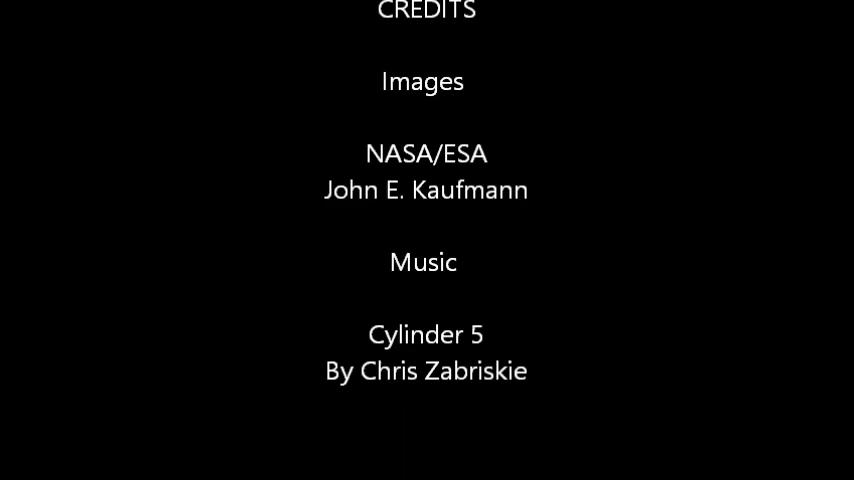 CREDITS
Images
NASA/ESA
John E. Kaufmann
Music
Cylinder 5
By Chris Zabriskie